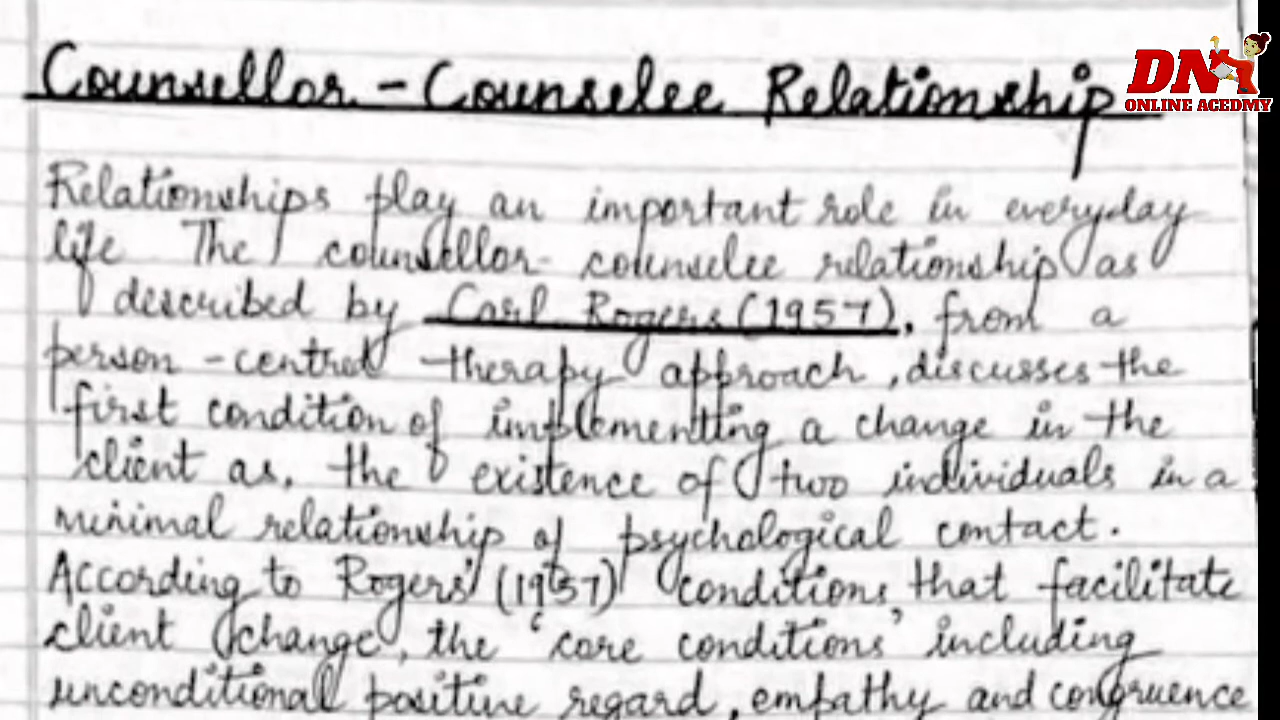 Counsellor - Counselee Relationship
DN
ONLINE ACEDMY
Relationships play an important role in everyday
life The counsellor- counselee relationship as
described by Carl Rogers (1957), from a
person-centred therapy approach, discusses the
first condition of implementing a change in the
client as, the existence of two individuals in a
minimal relationship of psychological contact.
According to Rogers' (1957) conditions that facilitate
client change, the 'core conditions' including
unconditional positive regard, empathy and congruence